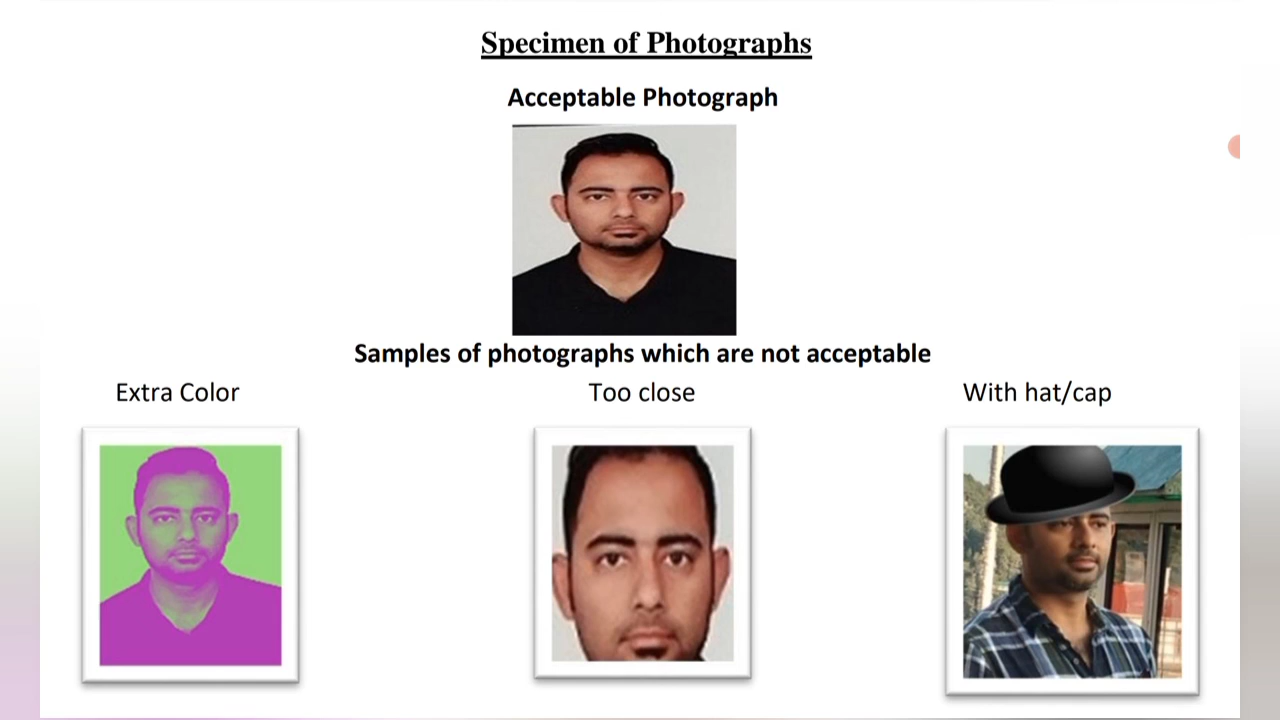 Specimen of Photographs
Acceptable Photograph
Samples of photographs which are not acceptable
Extra Color
Too close
With hat/cap